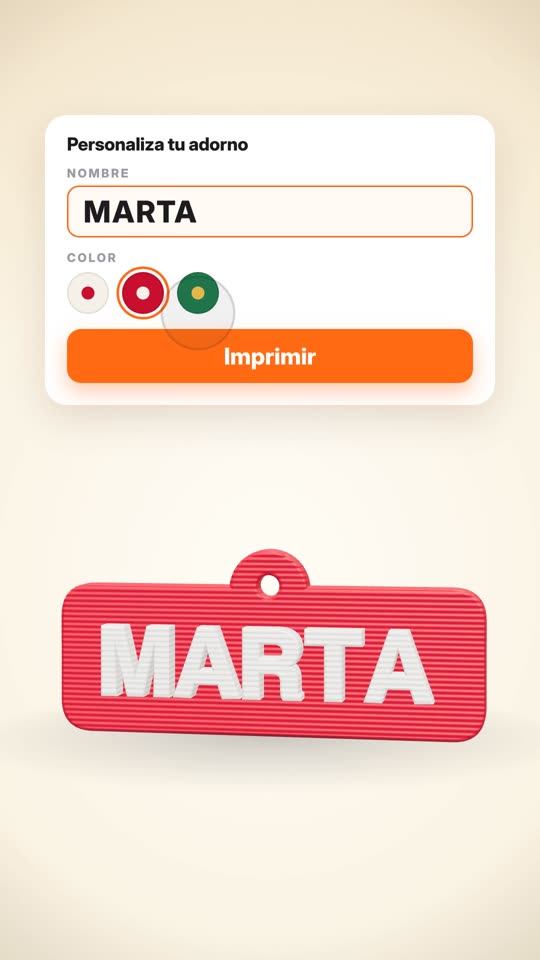 Personaliza tu adorno
NOMBRE
MARTA
COLOR
Imprimir
MARTA